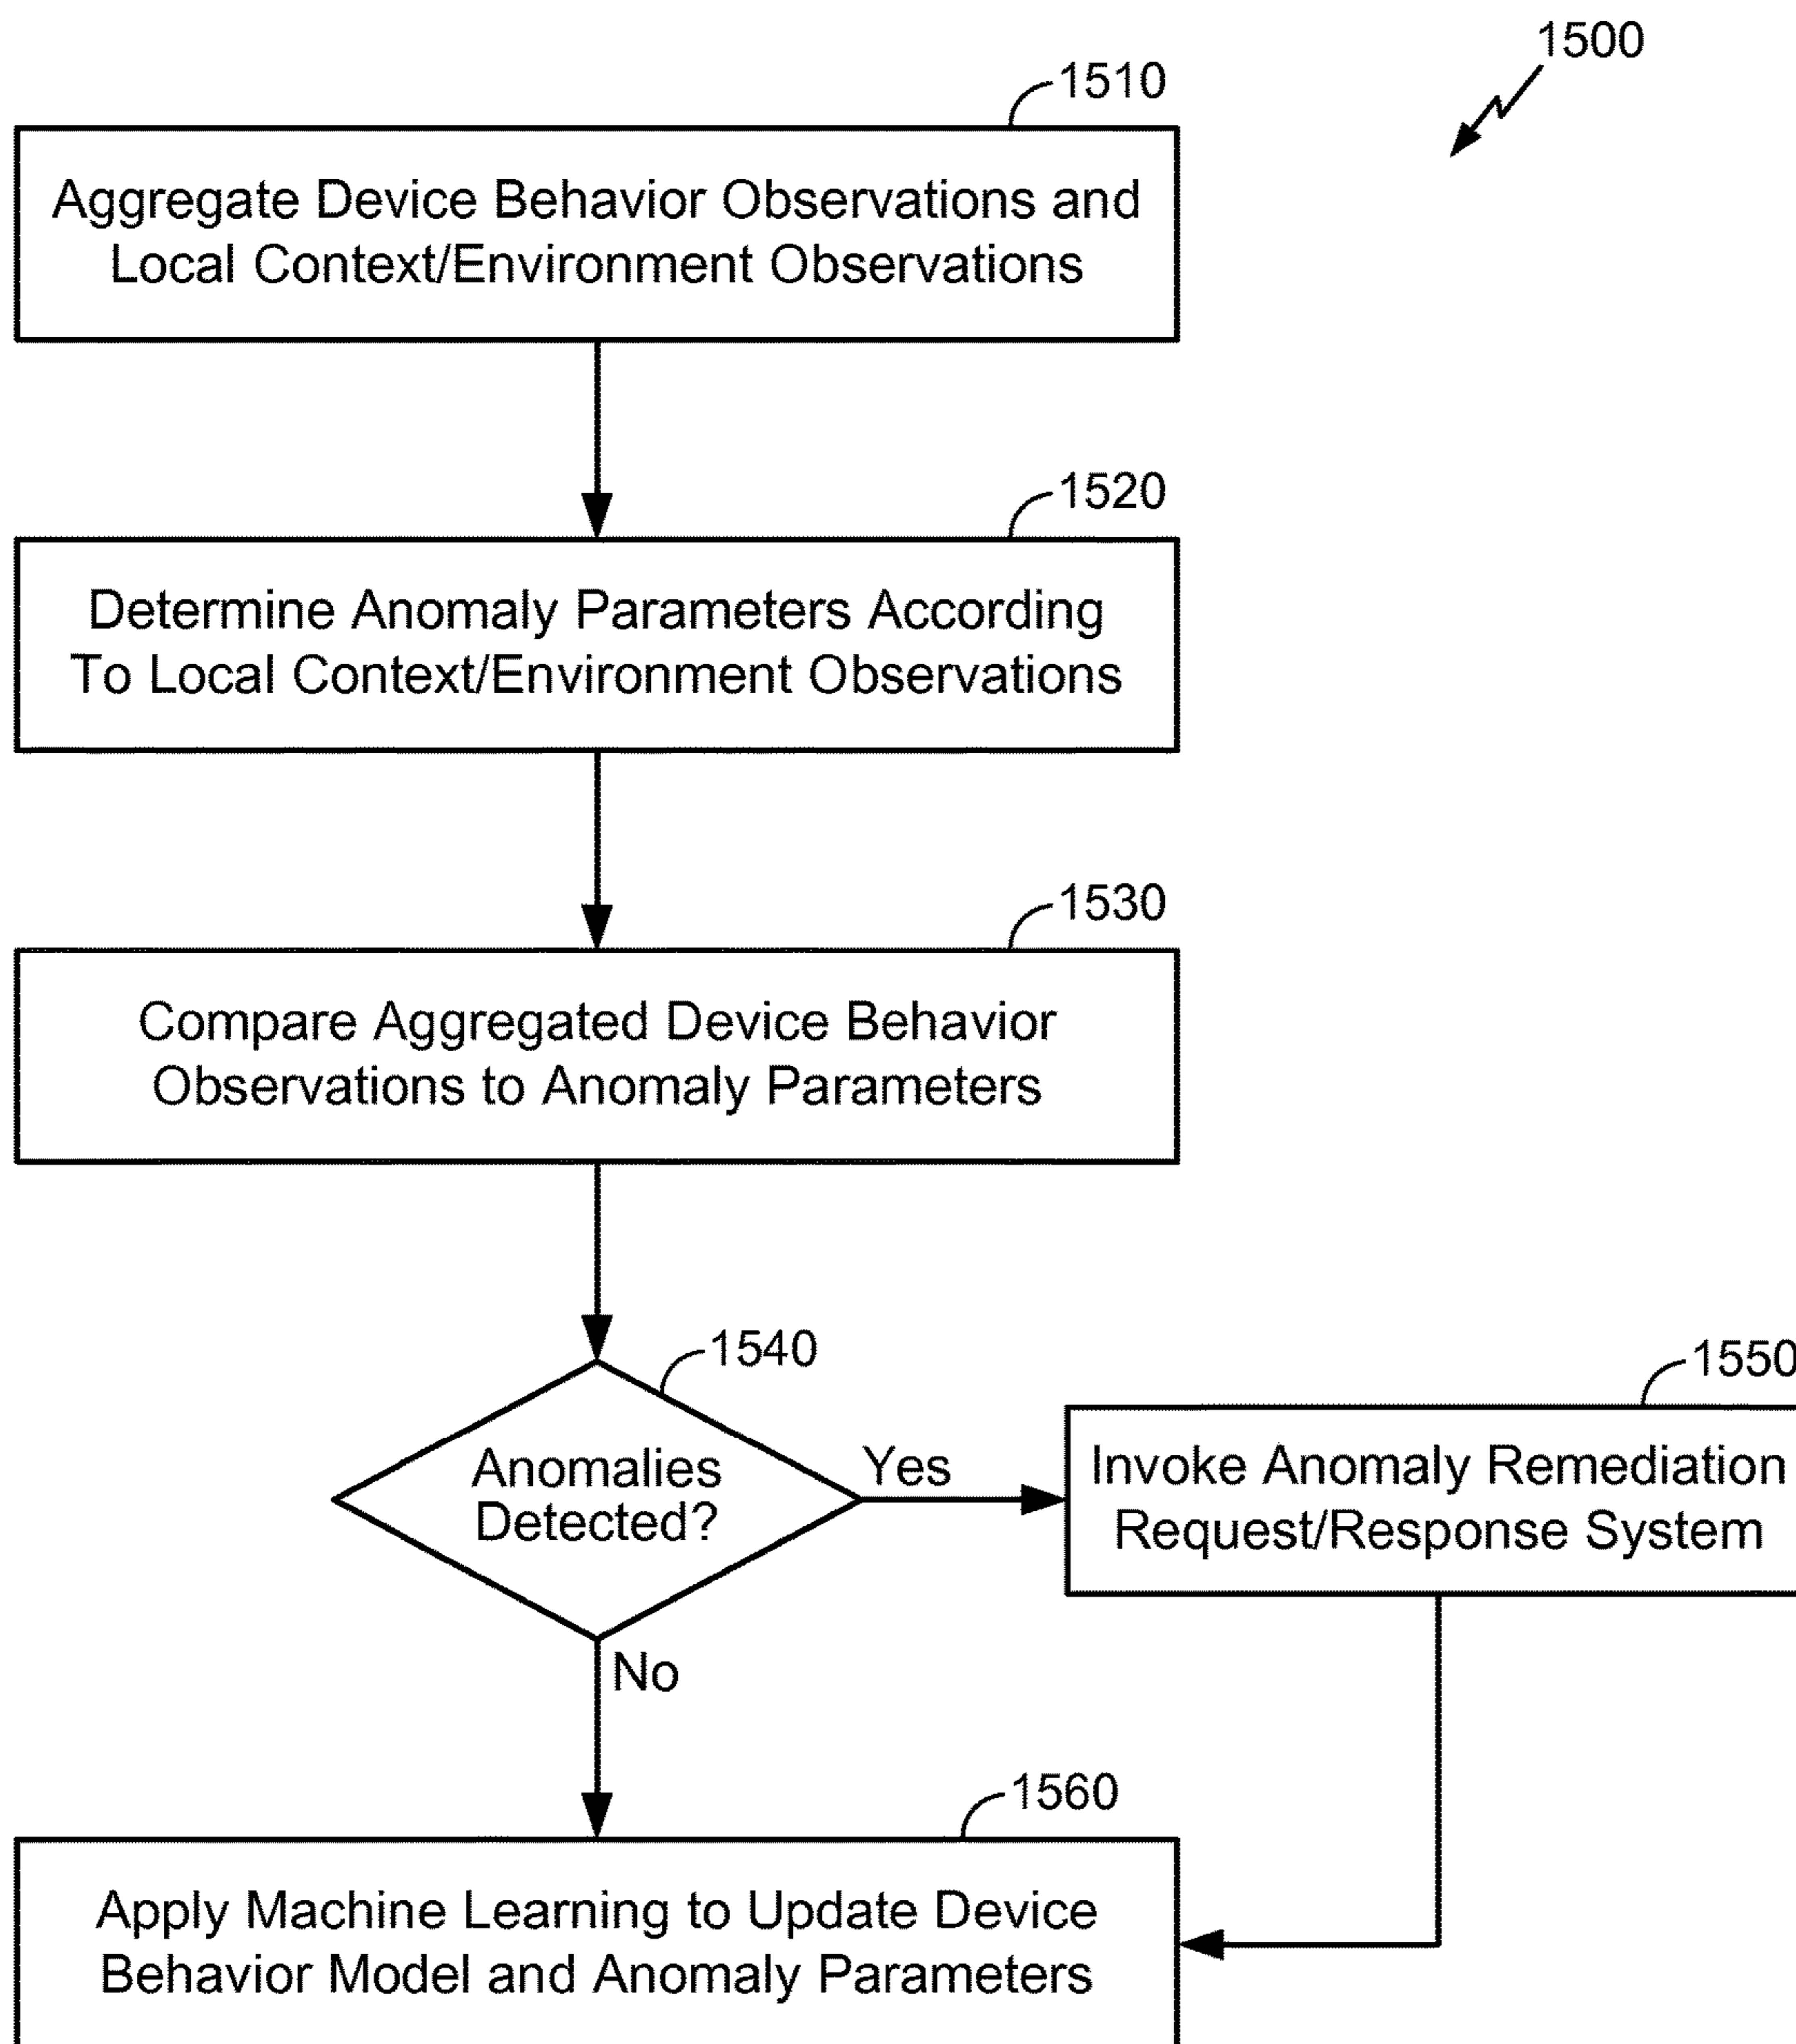 1500
1510
Aggregate Device Behavior Observations and
Local Context/Environment Observations
1520
Determine Anomaly Parameters According
To Local Context/Environment Observations
1530
Compare Aggregated Device Behavior
Observations to Anomaly Parameters
1540
Anomalies
Detected?
Yes
1550
Invoke Anomaly Remediation
Request/Response System
No
1560
Apply Machine Learning to Update Device
Behavior Model and Anomaly Parameters